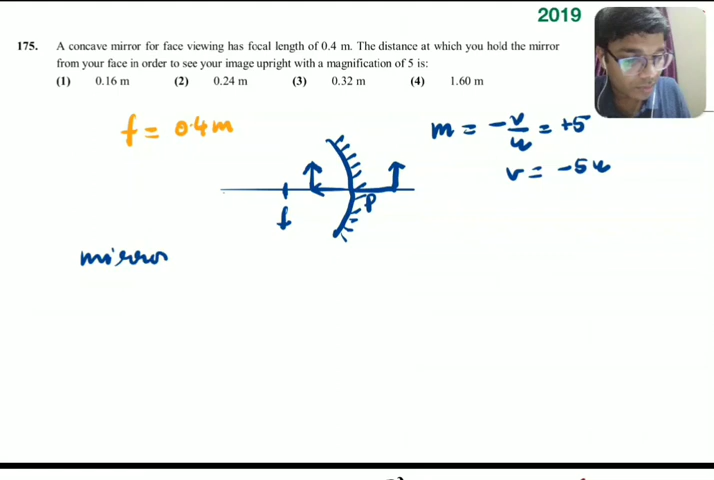 2019
175. A concave mirror for face viewing has focal length of 0.4 m. The distance at which you hold the mirror
from your face in order to see your image upright with a magnification of 5 is:
(1) 0.16 m (2) 0.24 m (3) 0.32 m (4) 1.60 m
f = 0.4m
m = -v/u = +5
v = -5u
P
f
mirror